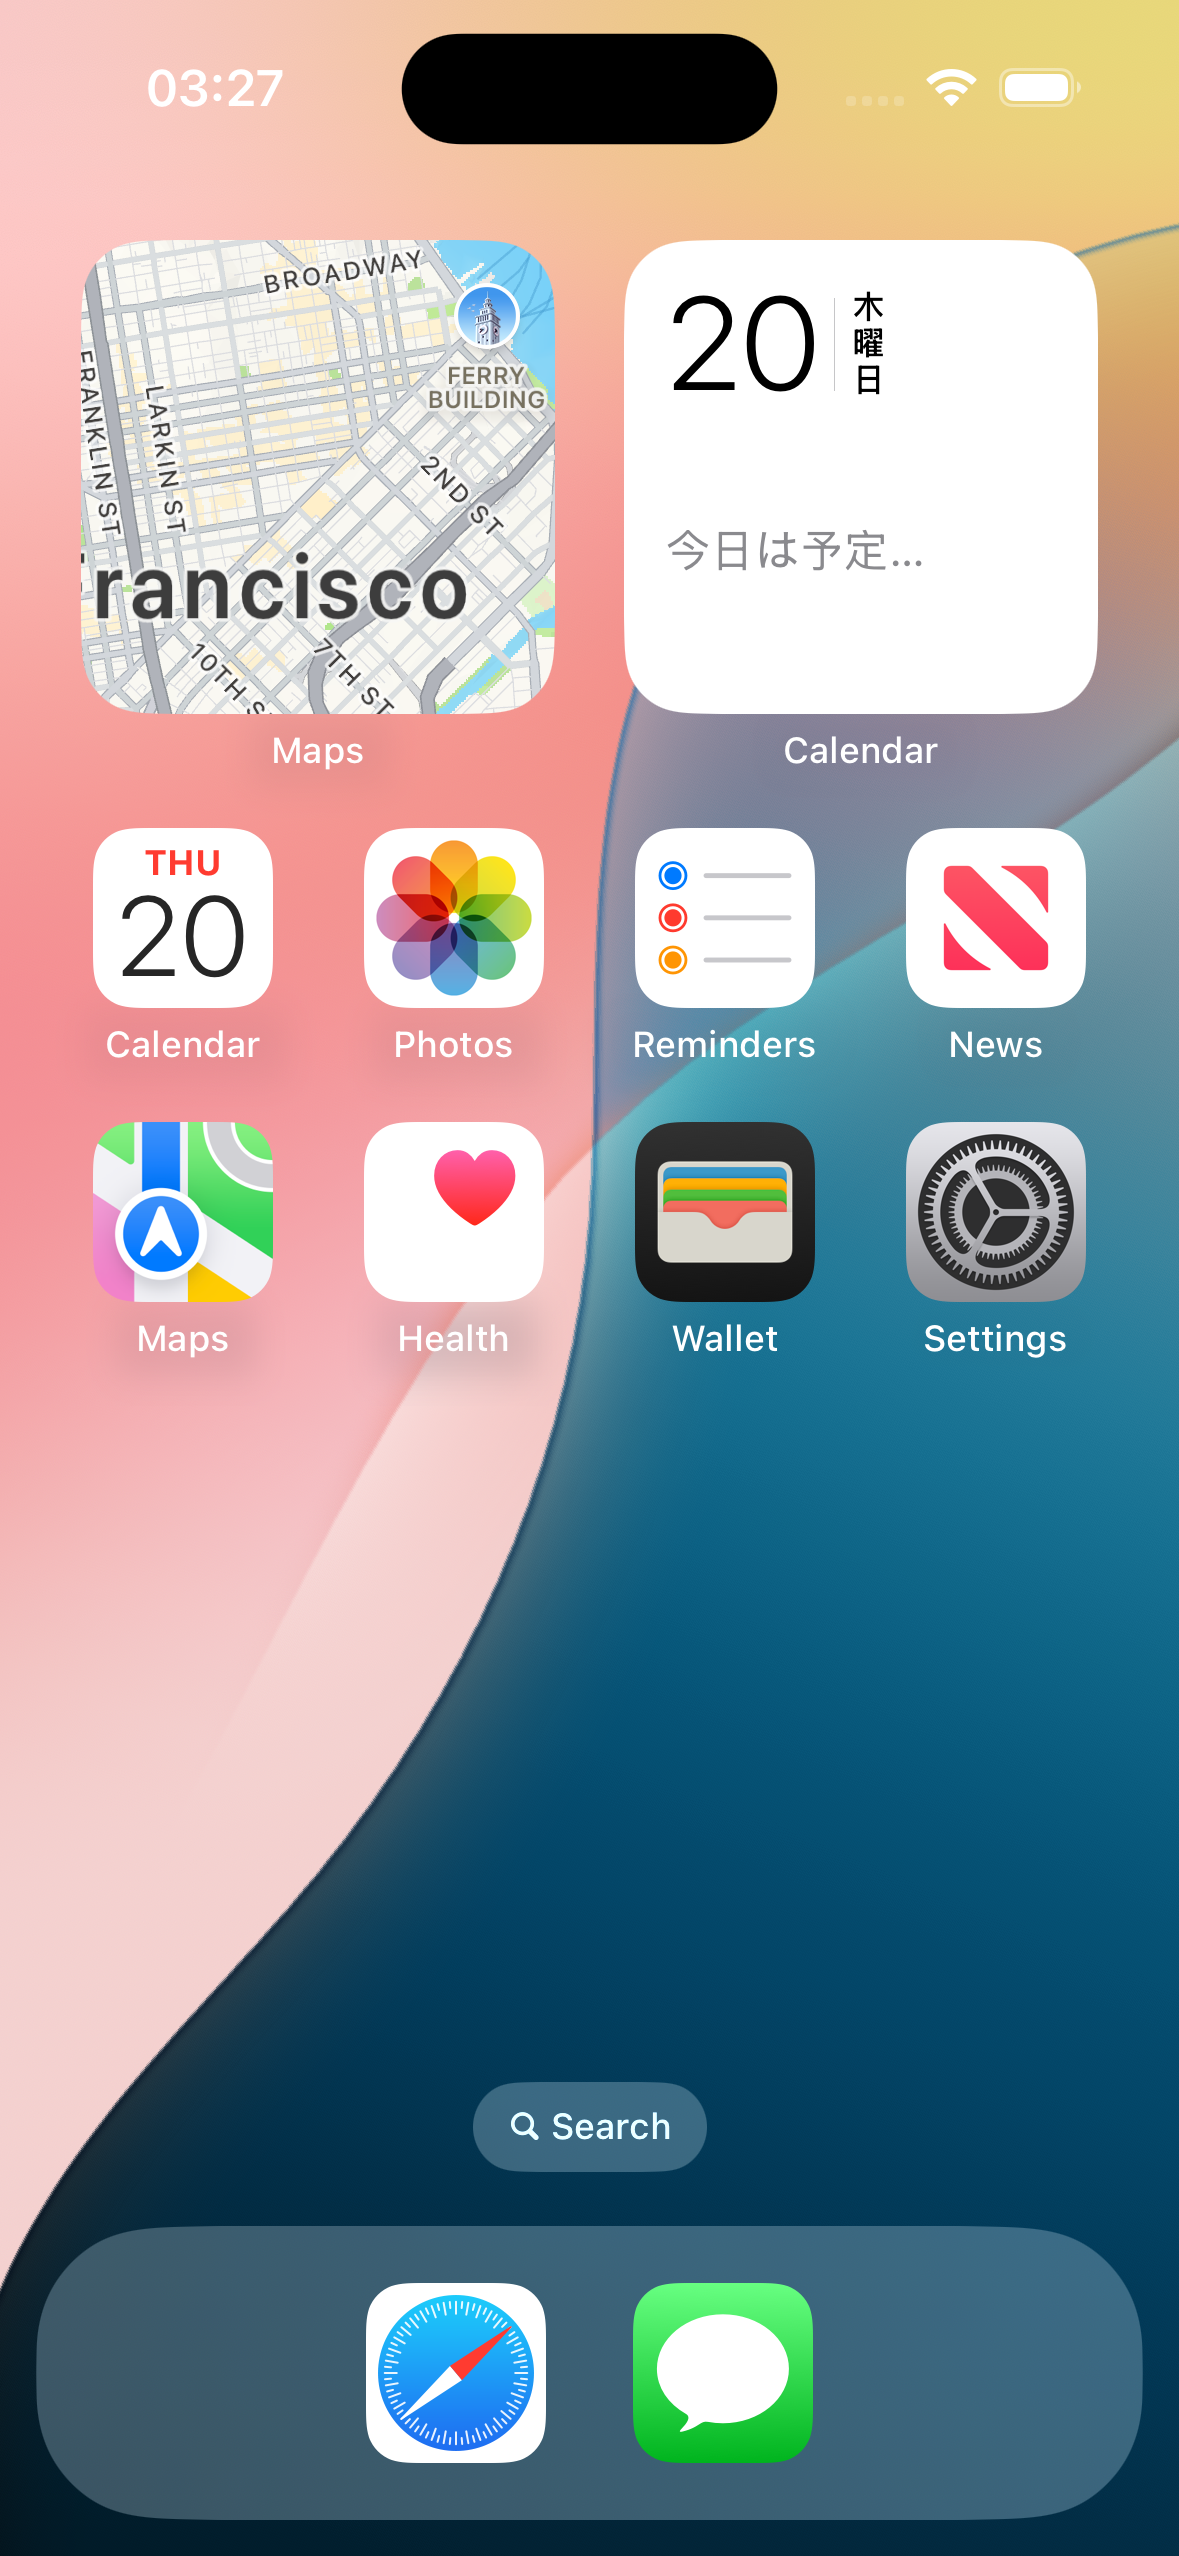 03:27
BROADWAY
FERRY
BUILDING
FRANKLIN ST
LARKIN ST
2ND ST
Francisco
10TH S
7TH ST
Maps
20
木曜日
今日は予定…
Calendar
THU
20
Calendar
Photos
Reminders
News
Maps
Health
Wallet
Settings
Search